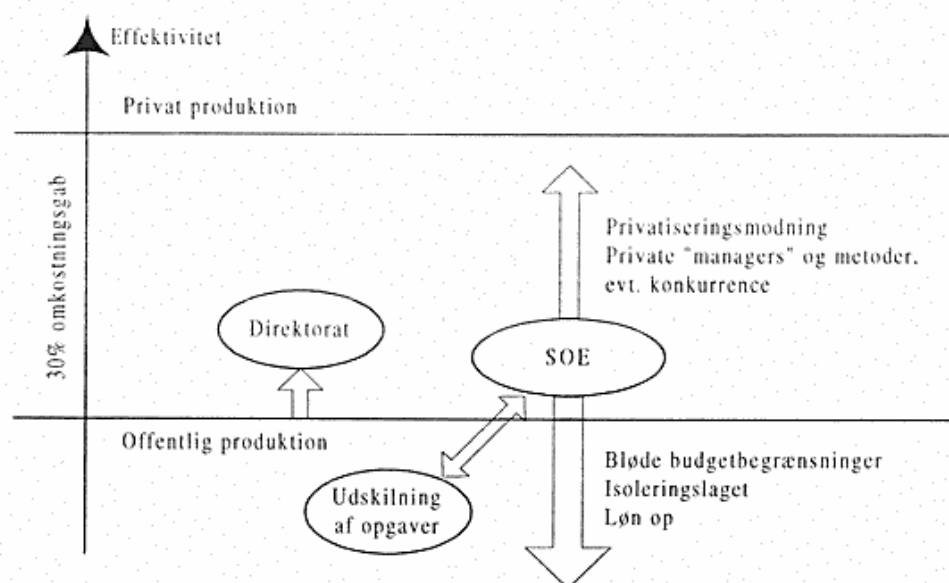 Effektivitet
Privat produktion
30% omkostningsgab
Privatiseringsmodning
Private "managers" og metoder,
evt. konkurrence
Direktorat
SOE
Offentlig produktion
Udskilning
af opgaver
Bløde budgetbegrænsninger
Isoleringslaget
Løn op